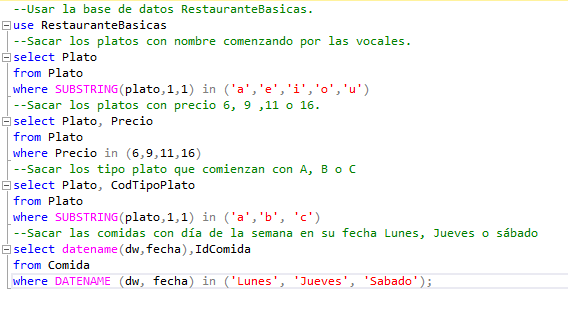 --Usar la base de datos RestauranteBasicas.
use RestauranteBasicas
--Sacar los platos con nombre comenzando por las vocales.
select Plato
from Plato
where SUBSTRING(plato,1,1) in ('a','e','i','o','u')
--Sacar los platos con precio 6, 9 ,11 o 16.
select Plato, Precio
from Plato
where Precio in (6,9,11,16)
--Sacar los tipo plato que comienzan con A, B o C
select Plato, CodTipoPlato
from Plato
where SUBSTRING(plato,1,1) in ('a','b', 'c')
--Sacar las comidas con día de la semana en su fecha Lunes, Jueves o sábado
select datename(dw,fecha),IdComida
from Comida
where DATENAME (dw, fecha) in ('Lunes', 'Jueves', 'Sabado');